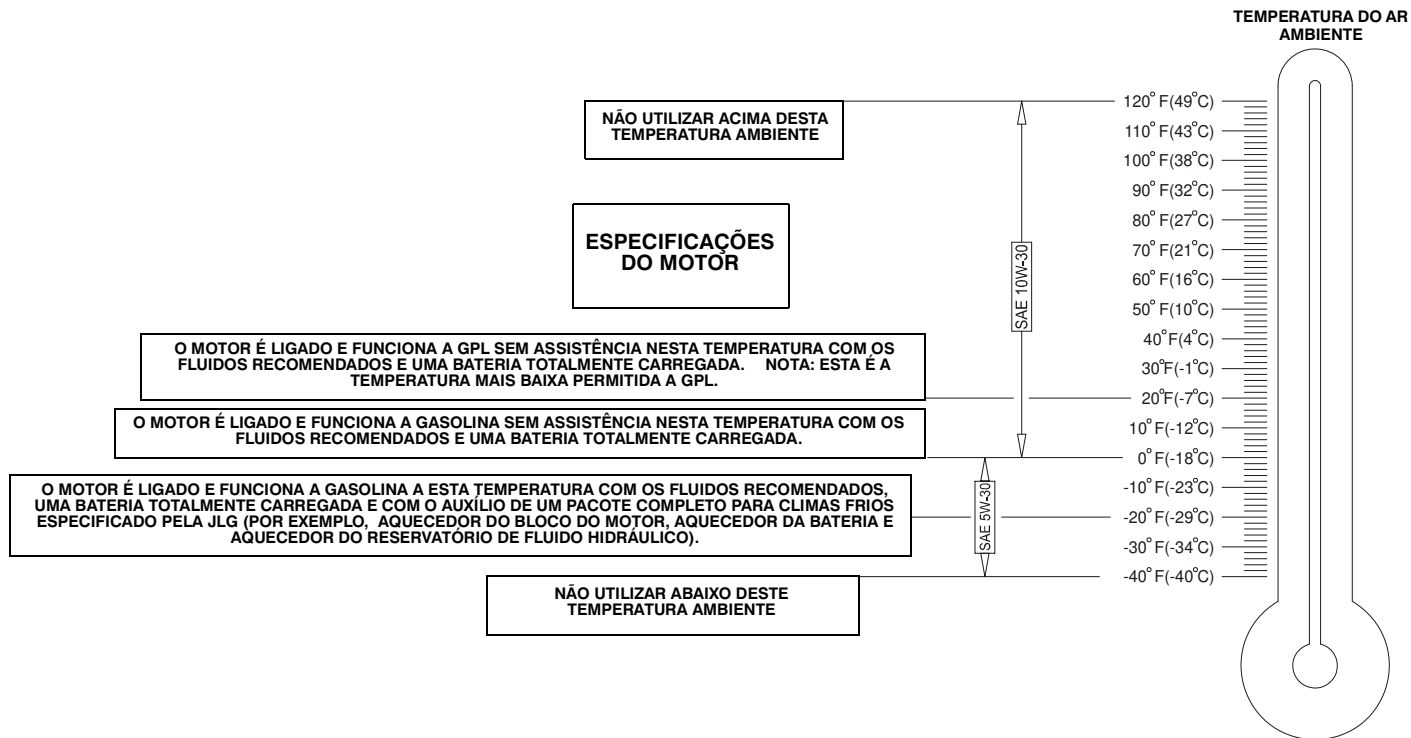 TEMPERATURA DO AR
AMBIENTE
NÃO UTILIZAR ACIMA DESTA
TEMPERATURA AMBIENTE
ESPECIFICAÇÕES
DO MOTOR
O MOTOR É LIGADO E FUNCIONA A GPL SEM ASSISTÊNCIA NESTA TEMPERATURA COM OS
FLUIDOS RECOMENDADOS E UMA BATERIA TOTALMENTE CARREGADA. NOTA: ESTA É A
TEMPERATURA MAIS BAIXA PERMITIDA A GPL.
O MOTOR É LIGADO E FUNCIONA A GASOLINA SEM ASSISTÊNCIA NESTA TEMPERATURA COM OS
FLUIDOS RECOMENDADOS E UMA BATERIA TOTALMENTE CARREGADA.
O MOTOR É LIGADO E FUNCIONA A GASOLINA A ESTA TEMPERATURA COM OS FLUIDOS RECOMENDADOS,
UMA BATERIA TOTALMENTE CARREGADA E COM O AUXÍLIO DE UM PACOTE COMPLETO PARA CLIMAS FRIOS
ESPECIFICADO PELA JLG (POR EXEMPLO, AQUECEDOR DO BLOCO DO MOTOR, AQUECEDOR DA BATERIA E
AQUECEDOR DO RESERVATÓRIO DE FLUIDO HIDRÁULICO).
NÃO UTILIZAR ABAIXO DESTE
TEMPERATURA AMBIENTE
SAE 10W-30
SAE 5W-30
120° F(49°C)
110° F(43°C)
100° F(38°C)
90° F(32°C)
80° F(27°C)
70° F(21°C)
60° F(16°C)
50° F(10°C)
40°F(4°C)
30°F(-1°C)
20°F(-7°C)
10°F(-12°C)
0° F(-18°C)
-10° F(-23°C)
-20° F(-29°C)
-30° F(-34°C)
-40° F(-40°C)